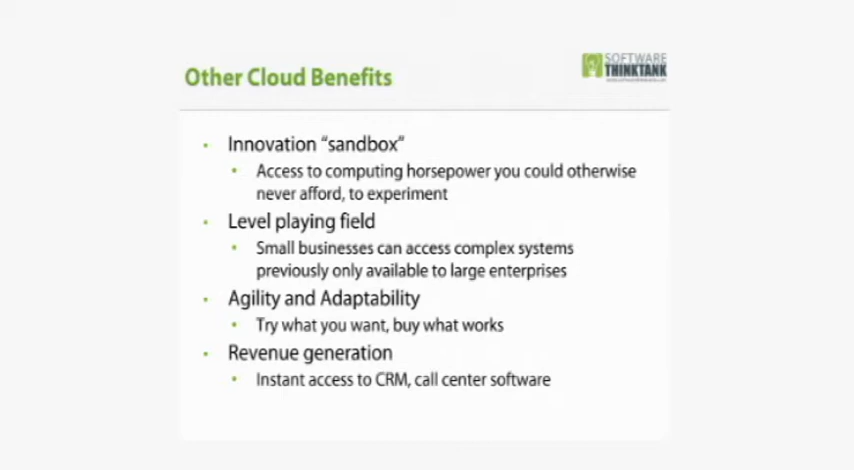 Other Cloud Benefits
SOFTWARE
THINKTANK
• Innovation “sandbox”
• Access to computing horsepower you could otherwise
never afford, to experiment
• Level playing field
• Small businesses can access complex systems
previously only available to large enterprises
• Agility and Adaptability
• Try what you want, buy what works
• Revenue generation
• Instant access to CRM, call center software